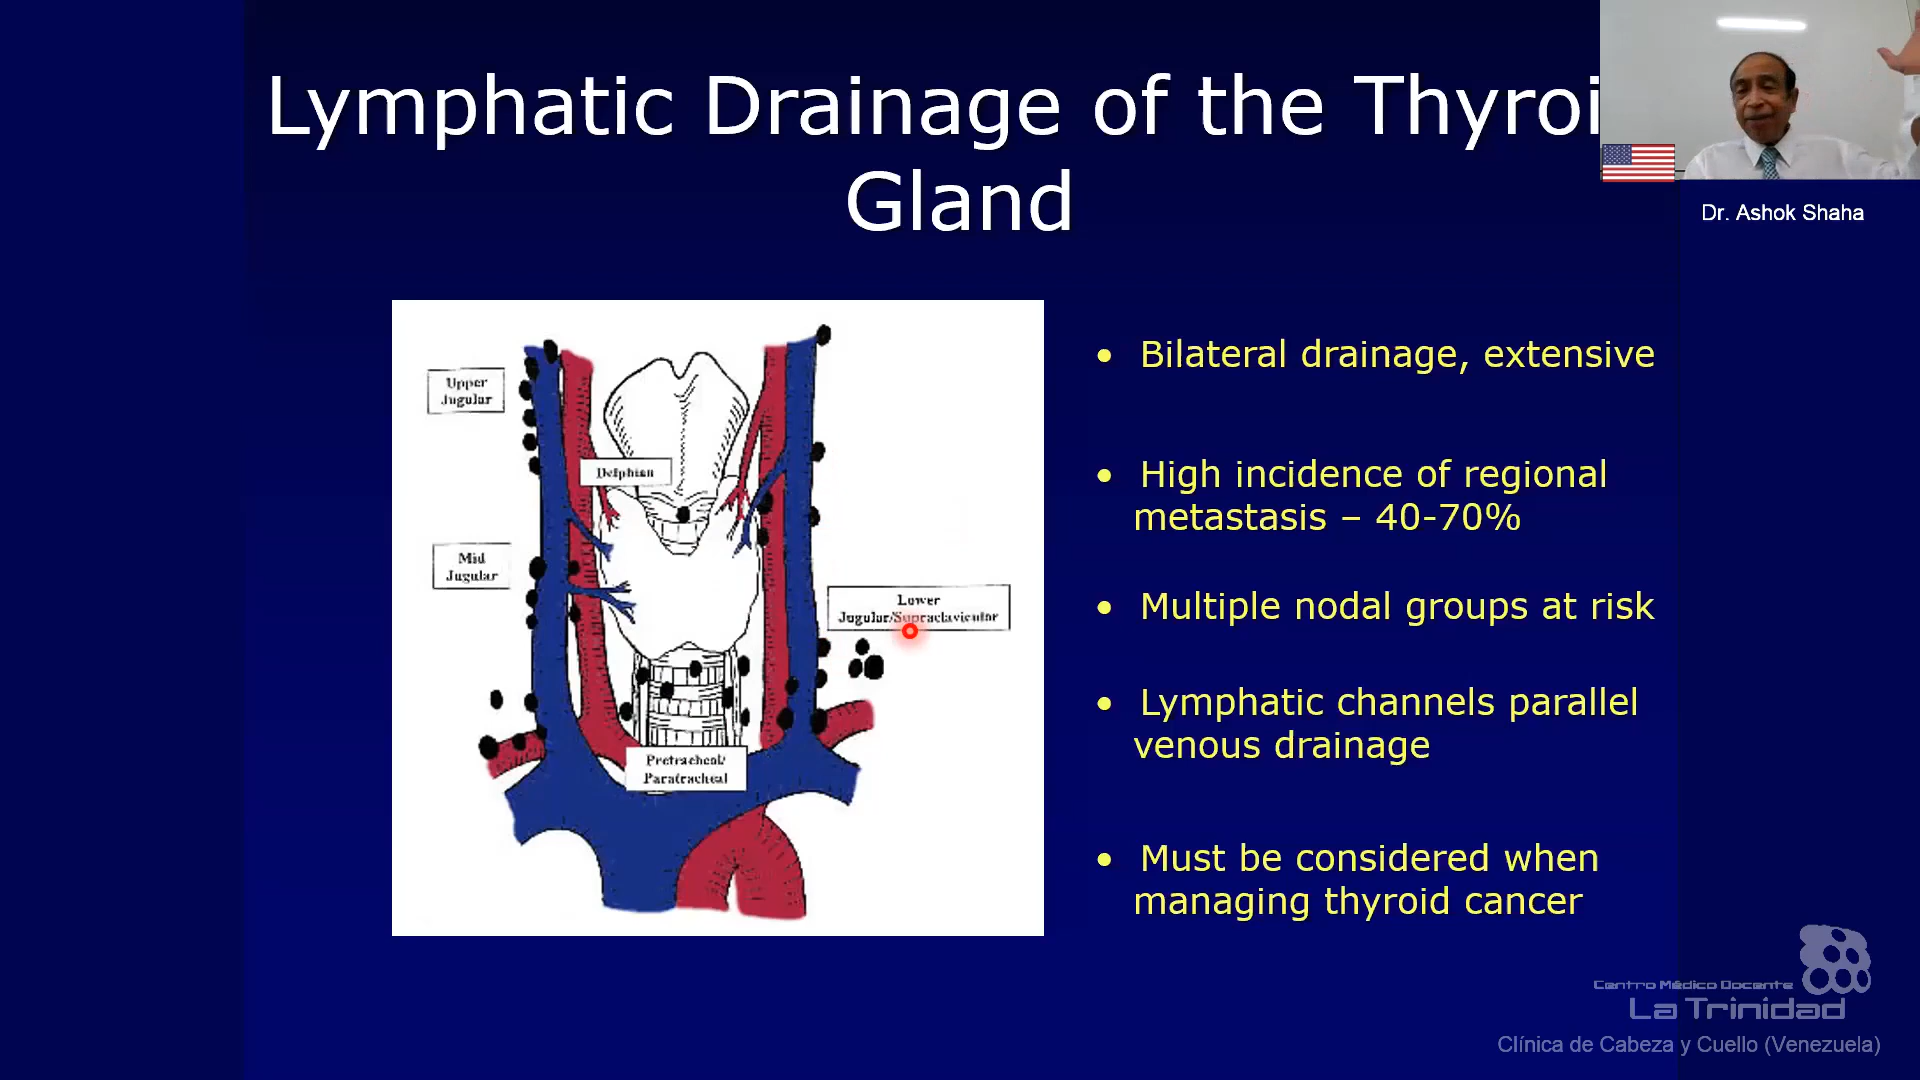 Lymphatic Drainage of the Thyroi
Gland
Dr. Ashok Shaha
Upper
Jugular
Delphian
Mid
Jugular
Lower
Jugular/Supraclavicular
Pretracheal/
Paratracheal
• Bilateral drainage, extensive
• High incidence of regional
metastasis – 40-70%
• Multiple nodal groups at risk
• Lymphatic channels parallel
venous drainage
• Must be considered when
managing thyroid cancer
Centro Médico Docente
La Trinidad
Clínica de Cabeza y Cuello (Venezuela)